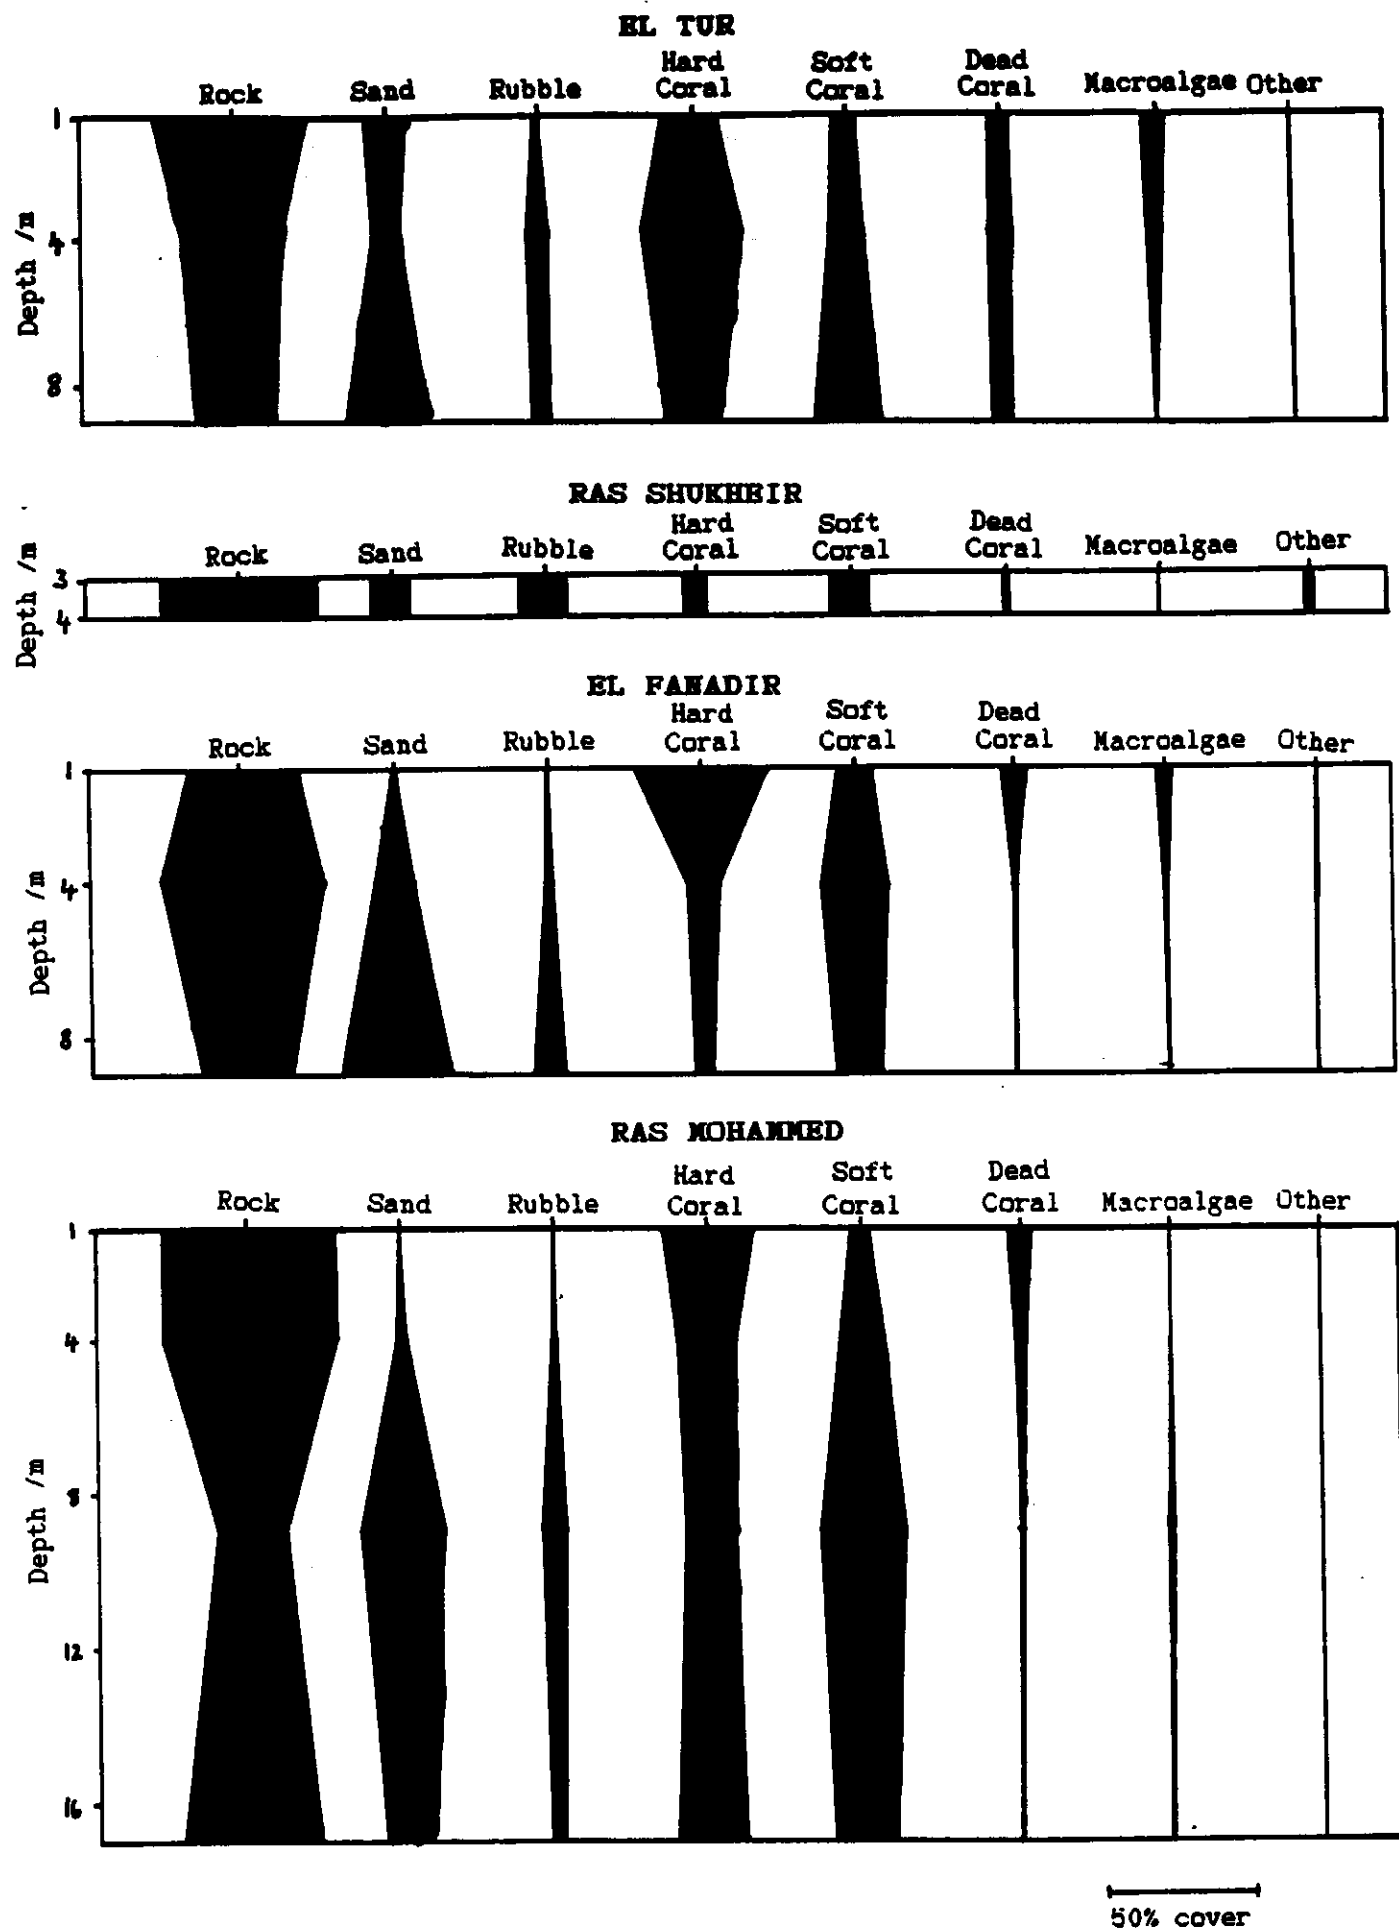 EL TUR
Rock Sand Rubble Hard Coral Soft Coral Dead Coral Macroalgae Other
Depth /m
1
4
8
RAS SHUKHEIR
Rock Sand Rubble Hard Coral Soft Coral Dead Coral Macroalgae Other
Depth /m
3
4
EL FANADIR
Rock Sand Rubble Hard Coral Soft Coral Dead Coral Macroalgae Other
Depth /m
1
4
8
RAS MOHAMMED
Rock Sand Rubble Hard Coral Soft Coral Dead Coral Macroalgae Other
Depth /m
1
4
8
12
16
50% cover